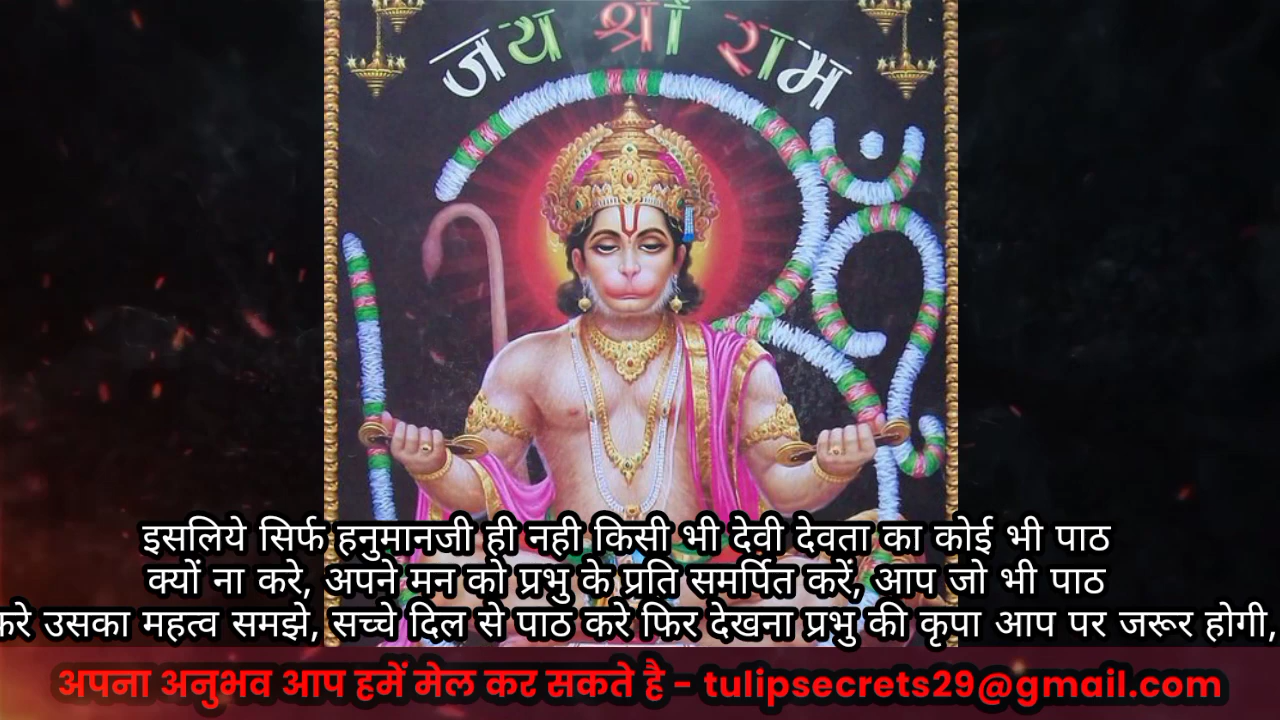 जय श्री राम
ॐ
इसलिये सिर्फ हनुमानजी ही नही किसी भी देवी देवता का कोई भी पाठ
क्यों ना करे, अपने मन को प्रभु के प्रति समर्पित करें, आप जो भी पाठ
करे उसका महत्व समझे, सच्चे दिल से पाठ करे फिर देखना प्रभु की कृपा आप पर जरूर होगी,
अपना अनुभव आप हमें मेल कर सकते है - tulipsecrets29@gmail.com